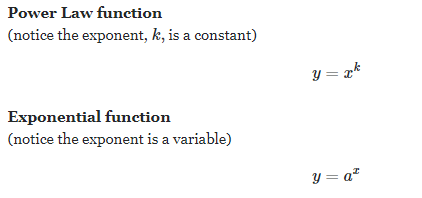 Power Law function
(notice the exponent, k, is a constant)
y = x^k
Exponential function
(notice the exponent is a variable)
y = a^x